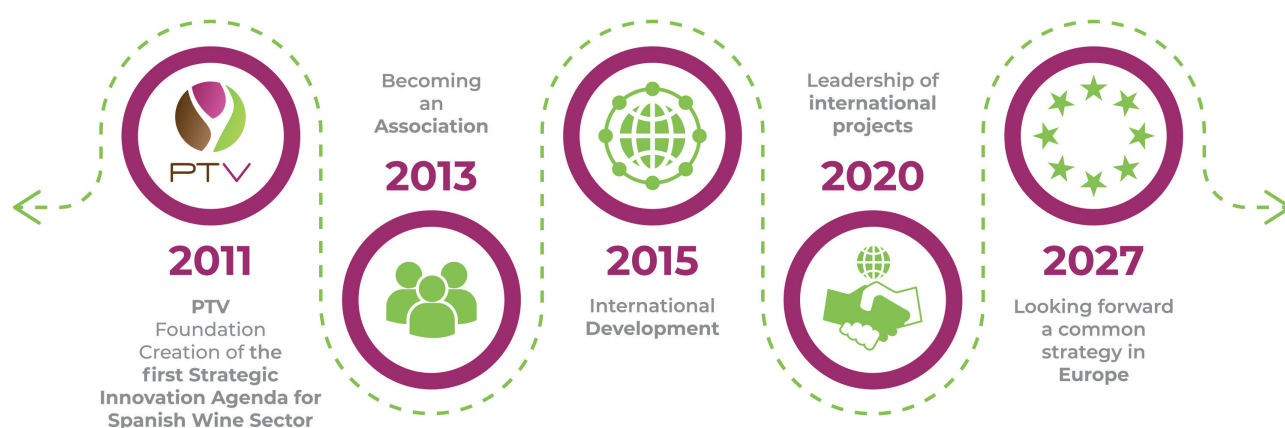 PTV
2011
PTV
Foundation
Creation of the
first Strategic
Innovation Agenda for
Spanish Wine Sector
Becoming
an
Association
2013
2015
International
Development
Leadership of
international
projects
2020
2027
Looking forward
a common
strategy in
Europe